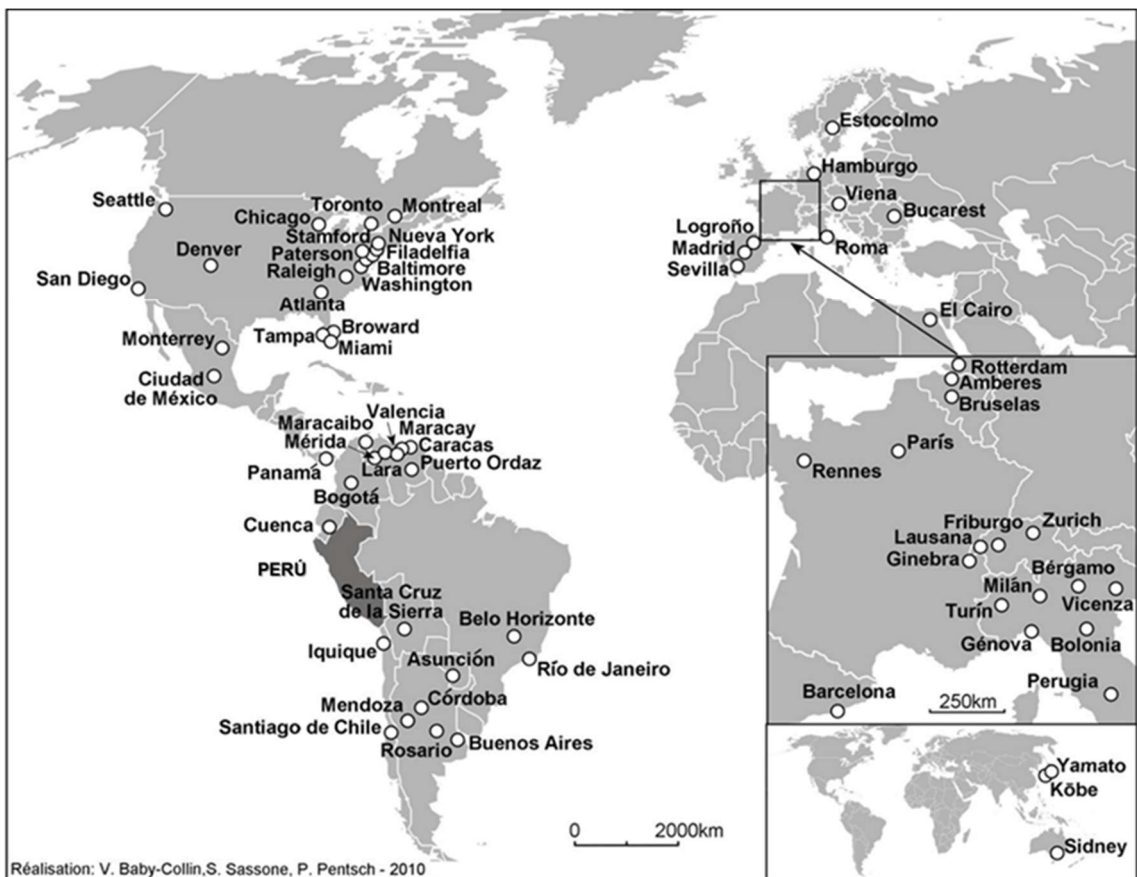 Estocolmo
Hamburgo
Viena
Bucarest
Logroño
Madrid
Sevilla
Roma
El Cairo
Seattle
Toronto
Montreal
Chicago
Stamford
Nueva York
Denver
Paterson
Filadelfia
Raleigh
Baltimore
Washington
San Diego
Atlanta
Tampa
Broward
Miami
Monterrey
Ciudad
de México
Valencia
Maracaibo
Maracay
Mérida
Caracas
Panamá
Lara
Puerto Ordaz
Bogotá
Cuenca
PERÚ
Santa Cruz
de la Sierra
Belo Horizonte
Iquique
Asunción
Río de Janeiro
Mendoza
Córdoba
Santiago de Chile
Rosario
Buenos Aires
0
2000km
Rotterdam
Amberes
Bruselas
París
Rennes
Friburgo
Zurich
Lausana
Ginebra
Bérgamo
Milán
Turín
Vicenza
Génova
Bolonia
Barcelona
250km
Perugia
Yamato
Kōbe
Sidney
Réalisation: V. Baby-Collin,S. Sassone, P. Pentsch - 2010